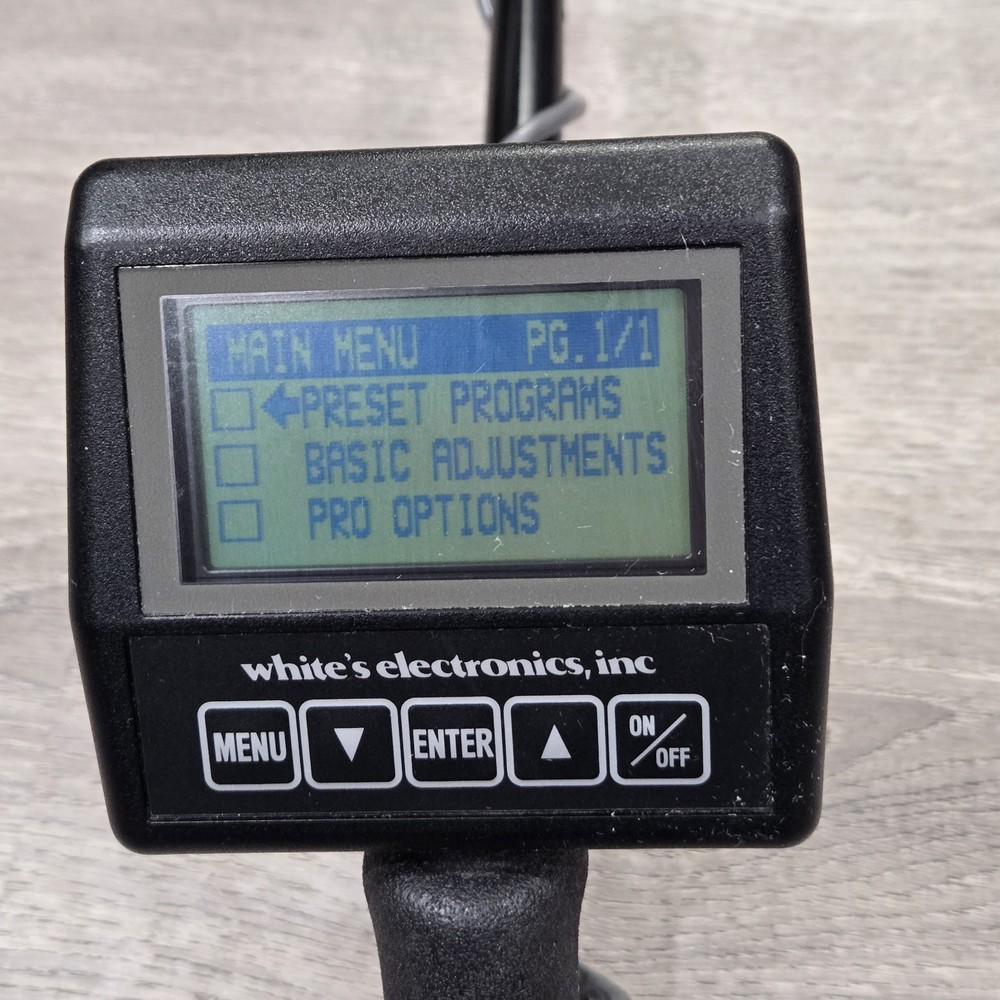 MAIN MENU PG.1/1
PRESET PROGRAMS
BASIC ADJUSTMENTS
PRO OPTIONS
white's electronics, inc
MENU ▼ ENTER ▲ ON/OFF